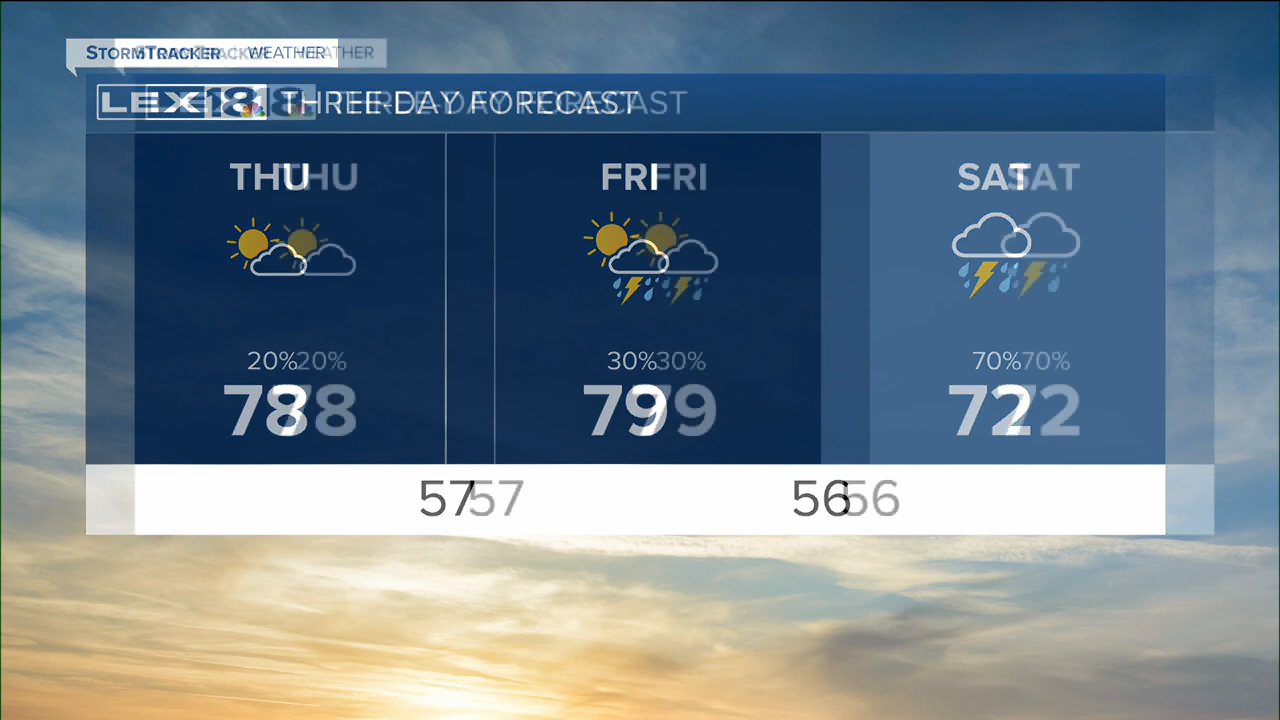 STORMTRACKER WEATHER
LEX 18 THREE-DAY FORECAST
THU FRI SAT
20% 30% 70%
78 79 72
57 56